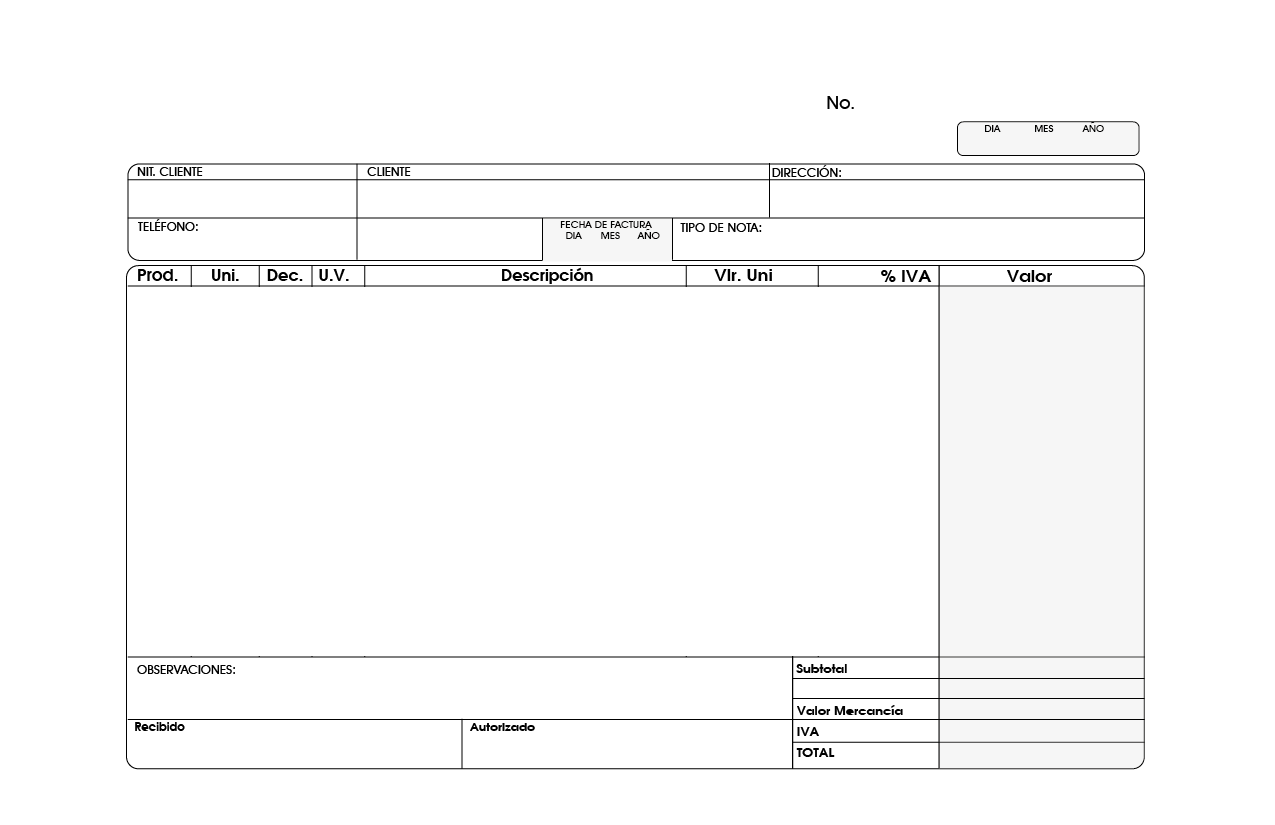 No.
DIA MES AÑO
NIT. CLIENTE CLIENTE DIRECCIÓN:
TELÉFONO: FECHA DE FACTURA TIPO DE NOTA:
DIA MES AÑO
Prod. Uni. Dec. U.V. Descripción Vlr. Uni % IVA Valor
OBSERVACIONES: Subtotal
Valor Mercancía
Recibido Autorizado IVA
TOTAL